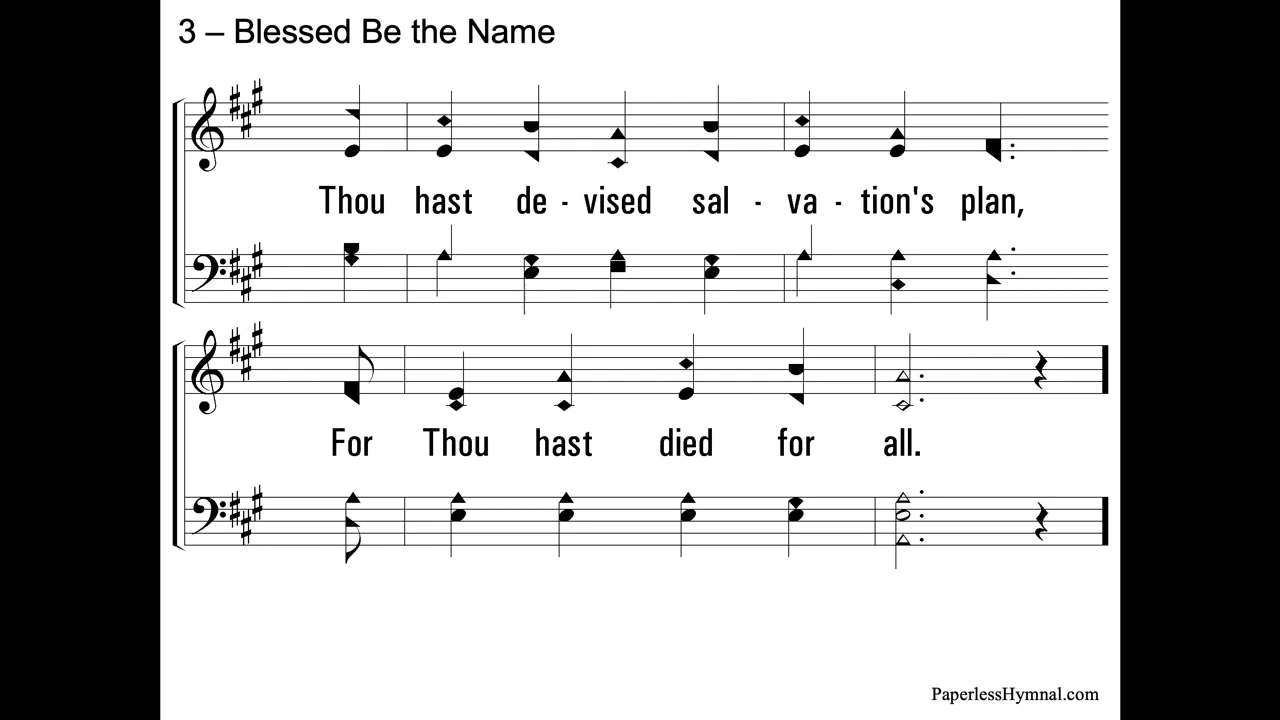 3 – Blessed Be the Name
Thou hast de - vised sal - va - tion's plan,
For Thou hast died for all.
PaperlessHymnal.com